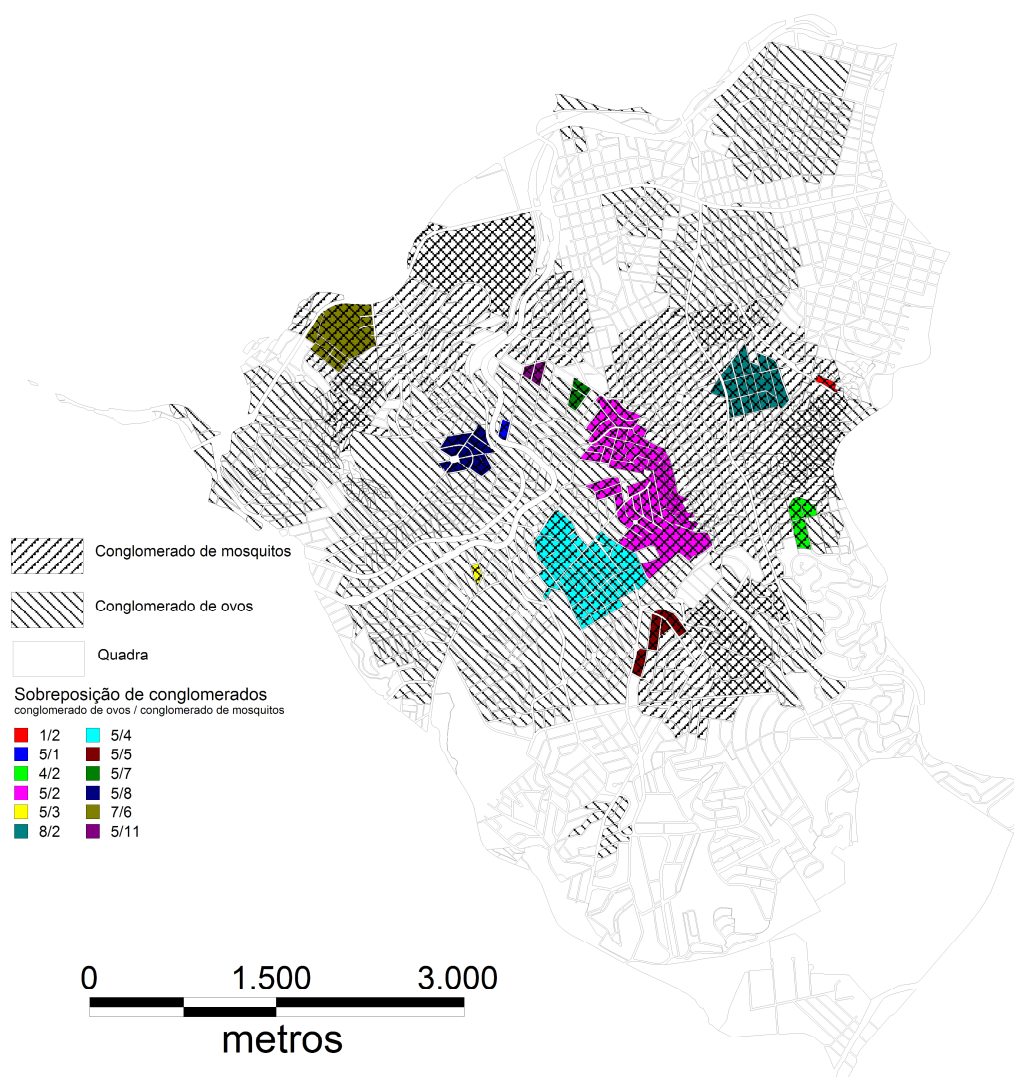 Conglomerado de mosquitos
Conglomerado de ovos
Quadra
Sobreposição de conglomerados
conglomerado de ovos / conglomerado de mosquitos
1/2 5/4
5/1 5/5
4/2 5/7
5/2 5/8
5/3 7/6
8/2 5/11
0 1.500 3.000
metros